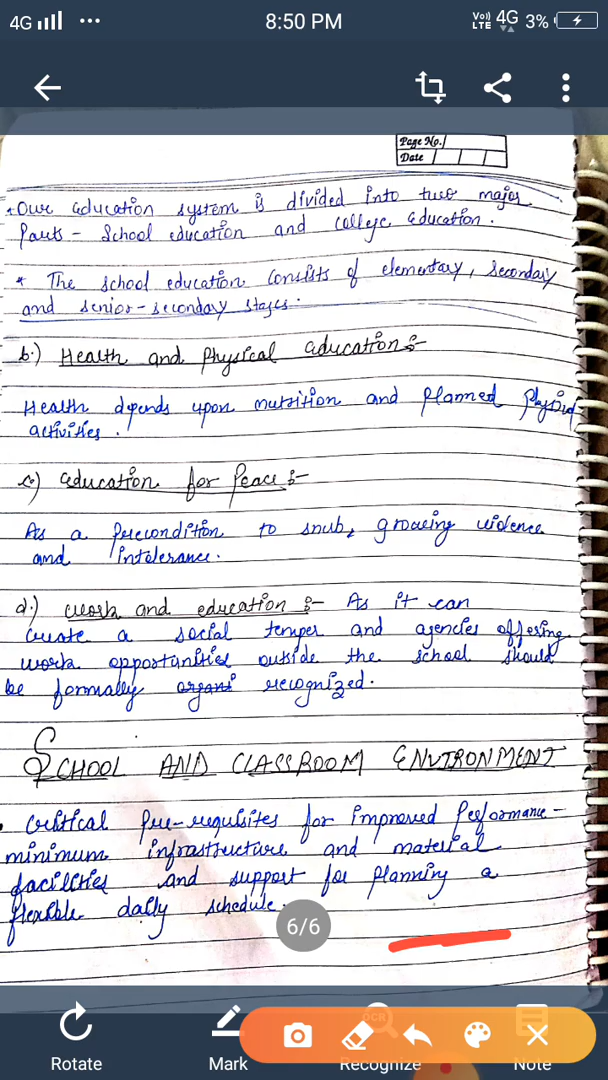 4G 8:50 PM Vo)) LTE 4G 3%
Page No.
Date
* Our education system is divided into two major
Parts - School education and college education.
* The school education consists of elementary, secondary
and senior-secondary stages.
b.) Health and Physical education :-
Health depends upon nutrition and planned physical
activities.
c) education for Peace :-
As a precondition to snub, growing violence
and intolerance.
d.) work and education :- As it can
create a social temper and agencies offering
work opportunities outside the school should
be formally organi recognized.
SCHOOL AND CLASSROOM ENVIRONMENT
• Critical Pre-requisites for improved Performance -
minimum infrastructure and material
facilities and support for planning a
flexible daily schedule.
6/6
OCR
Rotate Mark Recognize Note